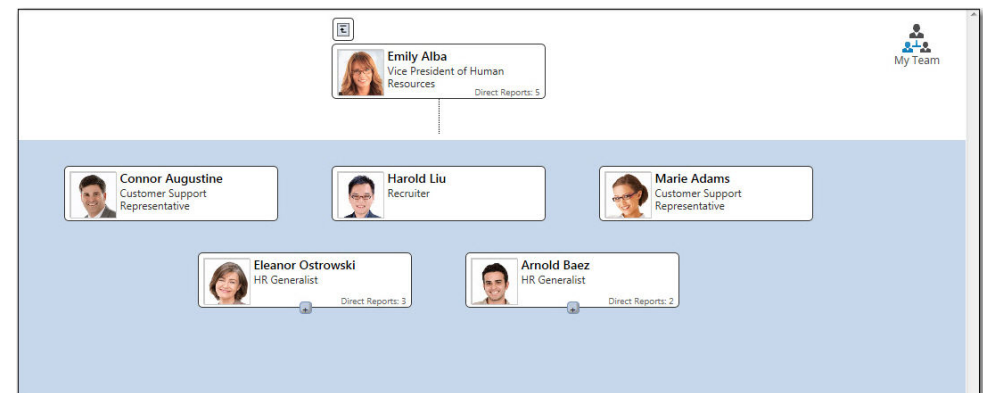 Emily Alba
Vice President of Human
Resources
Direct Reports: 5
My Team
Connor Augustine
Customer Support
Representative
Harold Liu
Recruiter
Marie Adams
Customer Support
Representative
Eleanor Ostrowski
HR Generalist
Direct Reports: 3
Arnold Baez
HR Generalist
Direct Reports: 2